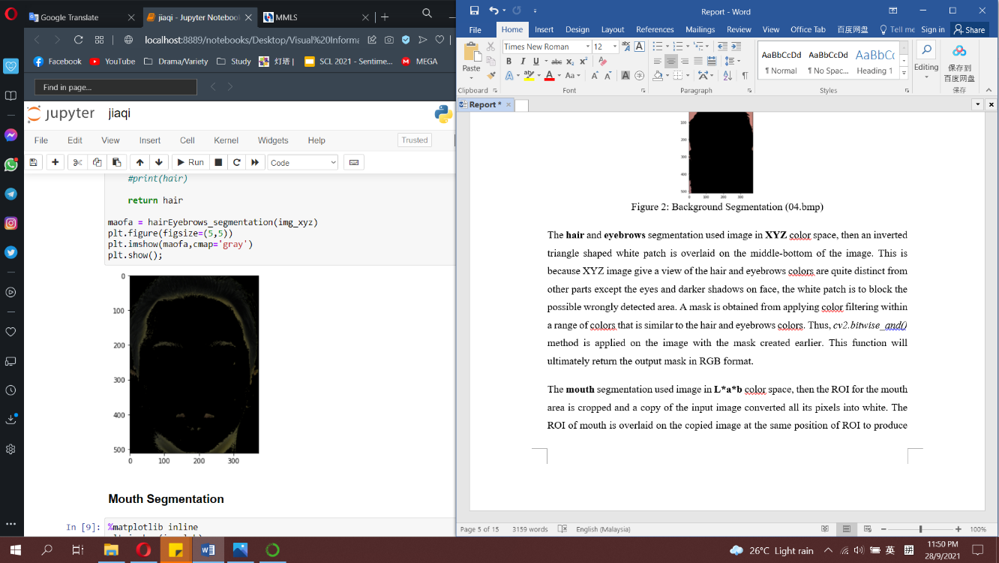 Google Translate
jiaqi - Jupyter Noteboo
MMLS
localhost:8889/notebooks/Desktop/Visual%20Informa
Facebook
YouTube
Drama/Variety
Study
灯塔 |
SCL 2021 - Sentime...
MEGA
Find in page...
jupyter jiaqi
File Edit View Insert Cell Kernel Widgets Help
Trusted
Run
Code
#print(hair)
return hair
maofa = hairEyebrows_segmentation(img_xyz)
plt.figure(figsize=(5,5))
plt.imshow(maofa,cmap='gray')
plt.show();
0
100
200
300
400
500
0 100 200 300
Mouth Segmentation
In [9]: %matplotlib inline
Report - Word
File Home Insert Design Layout References Mailings Review View Office Tab 百度网盘 Tell me Sign in Share
Paste
Clipboard
Times New Roman 12
Font
Paragraph
AaBbCcDd AaBbCcDd AaBbCc
¶ Normal ¶ No Spac... Heading 1
Styles
Editing
保存到
百度网盘
保存
Report *
100
200
300
400
500
0 100 200 300
Figure 2: Background Segmentation (04.bmp)
The hair and eyebrows segmentation used image in XYZ color space, then an inverted
triangle shaped white patch is overlaid on the middle-bottom of the image. This is
because XYZ image give a view of the hair and eyebrows colors are quite distinct from
other parts except the eyes and darker shadows on face, the white patch is to block the
possible wrongly detected area. A mask is obtained from applying color filtering within
a range of colors that is similar to the hair and eyebrows colors. Thus, cv2.bitwise_and()
method is applied on the image with the mask created earlier. This function will
ultimately return the output mask in RGB format.
The mouth segmentation used image in L*a*b color space, then the ROI for the mouth
area is cropped and a copy of the input image converted all its pixels into white. The
ROI of mouth is overlaid on the copied image at the same position of ROI to produce
Page 5 of 15 3159 words English (Malaysia)
100%
26°C Light rain
英
拼
11:50 PM
28/9/2021